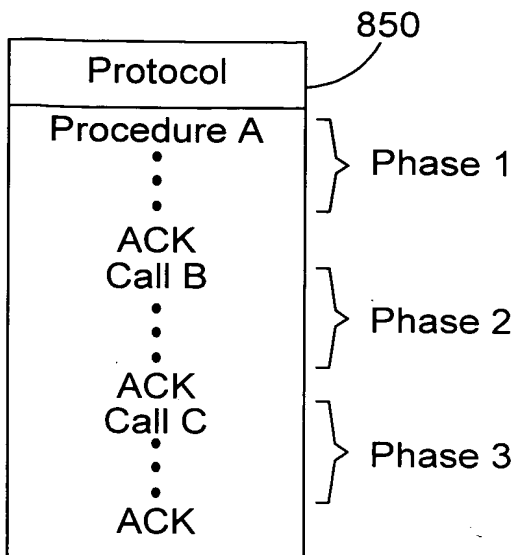 850
Protocol
Procedure A
Phase 1
ACK
Call B
Phase 2
ACK
Call C
Phase 3
ACK